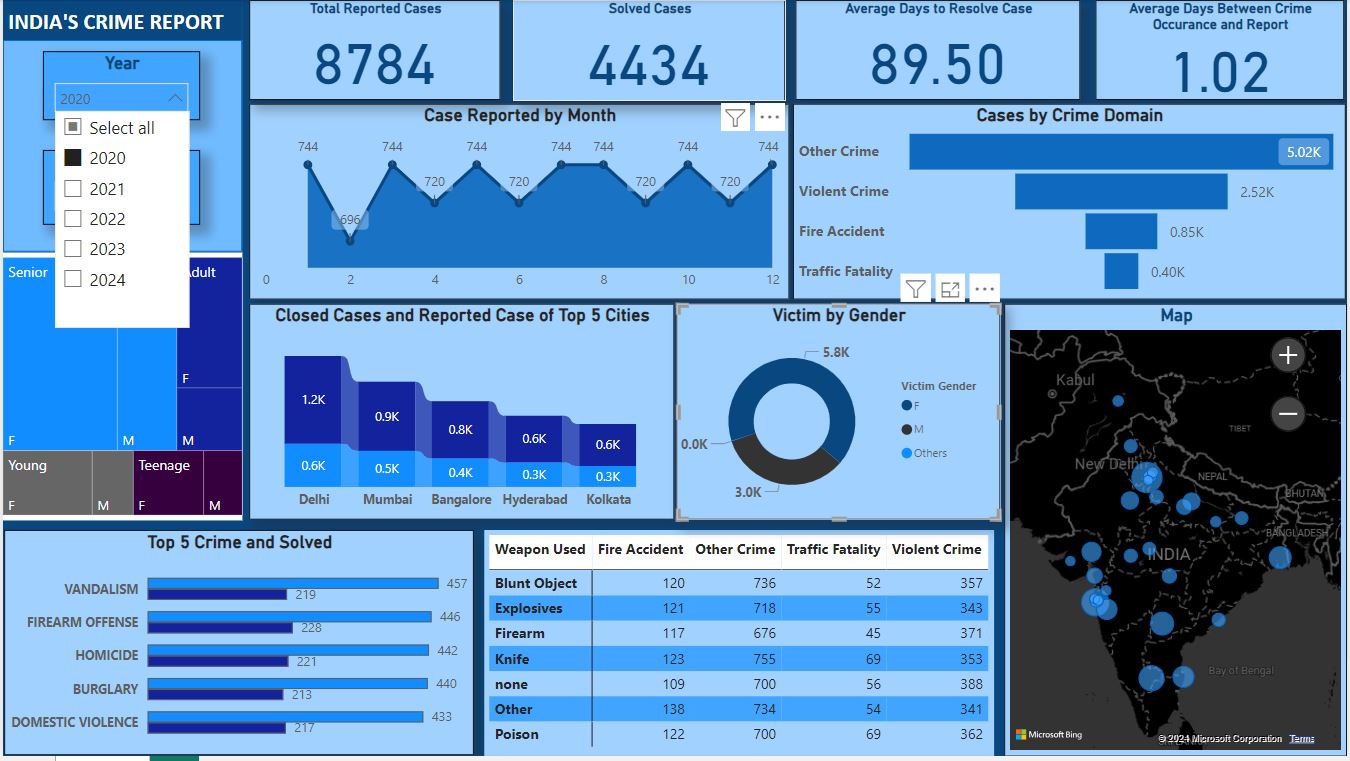 INDIA'S CRIME REPORT
Year
2020
Select all
2020
2021
2022
2023
2024
Total Reported Cases
8784
Solved Cases
4434
Average Days to Resolve Case
89.50
Average Days Between Crime
Occurance and Report
1.02
Case Reported by Month
744 744 744 744 744 744 744
720 720 720 720
696
0 2 4 6 8 10 12
Cases by Crime Domain
Other Crime 5.02K
Violent Crime 2.52K
Fire Accident 0.85K
Traffic Fatality 0.40K
Senior
F
M
Adult
F
M
Young
F
M
Teenage
F
M
Closed Cases and Reported Case of Top 5 Cities
1.2K 0.9K 0.8K 0.6K 0.6K
0.6K 0.5K 0.4K 0.3K 0.3K
Delhi Mumbai Bangalore Hyderabad Kolkata
Victim by Gender
5.8K
0.0K
3.0K
Victim Gender
F
M
Others
Map
Kabul
TIBET
New Delhi
NEPAL
BHUTAN
BANGLADESH
INDIA
Bay of Bengal
Microsoft Bing
© 2024 Microsoft Corporation Terms
Top 5 Crime and Solved
VANDALISM 457
219
FIREARM OFFENSE 446
228
HOMICIDE 442
221
BURGLARY 440
213
DOMESTIC VIOLENCE 433
217
Weapon Used Fire Accident Other Crime Traffic Fatality Violent Crime
Blunt Object 120 736 52 357
Explosives 121 718 55 343
Firearm 117 676 45 371
Knife 123 755 69 353
none 109 700 56 388
Other 138 734 54 341
Poison 122 700 69 362